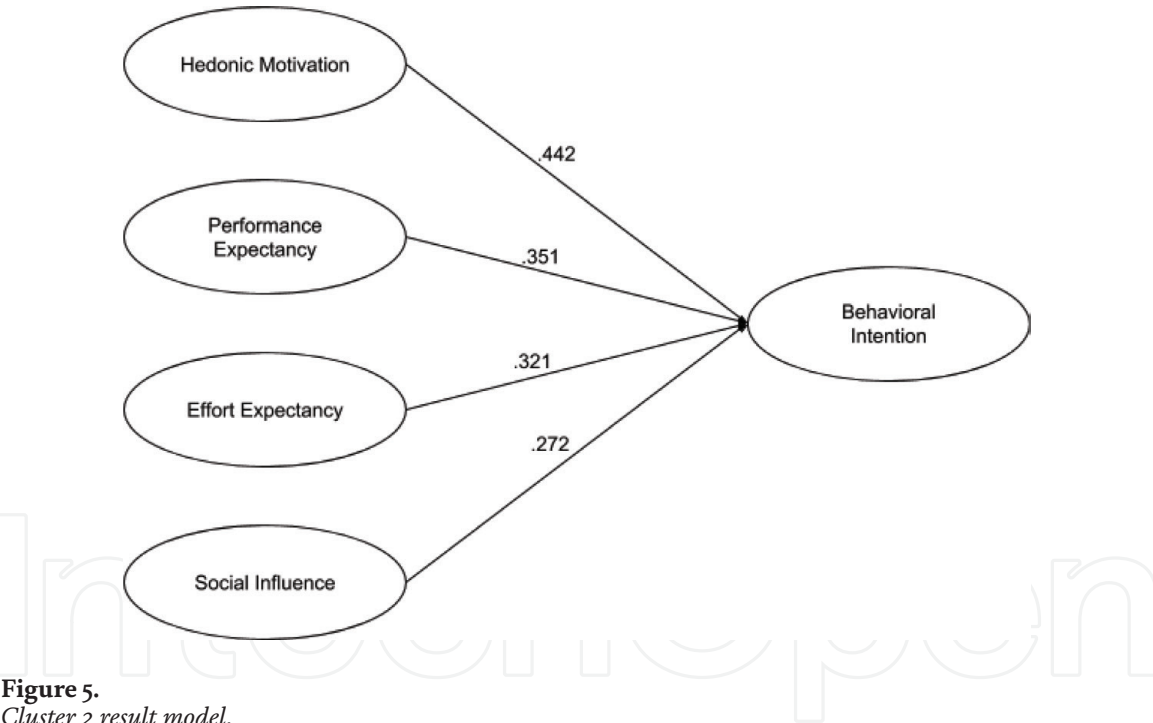 Hedonic Motivation
.442
Performance
Expectancy
.351
Behavioral
Intention
.321
Effort Expectancy
.272
Social Influence
IntechOpen
Figure 5.
Cluster 2 result model.